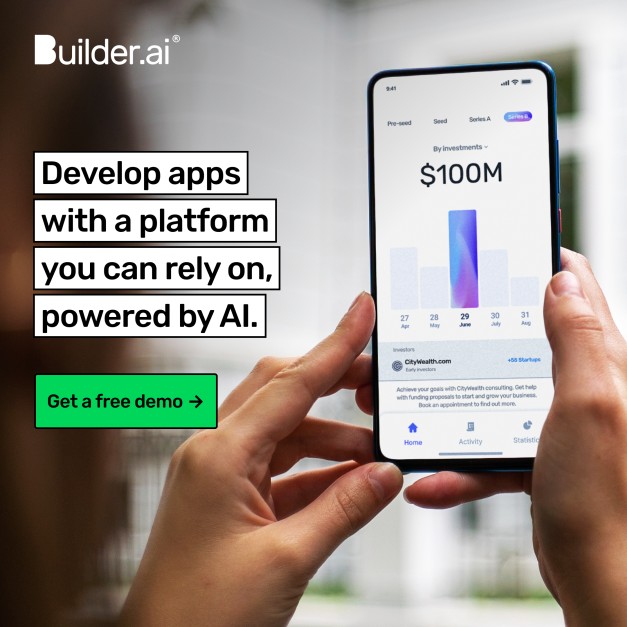 Builder.ai®
Develop apps
with a platform
you can rely on,
powered by AI.
Get a free demo →
9:41
Pre-seed Seed Series A Series B
By investments
$100M
27 28 29 30 31
Apr May June July Aug
Investors
CityWealth.com
Early investors
+55 Startups
Achieve your goals with CityWealth consulting. Get help
with funding proposals to start and grow your business.
Book an appointment to find out more.
Home Activity Statistic